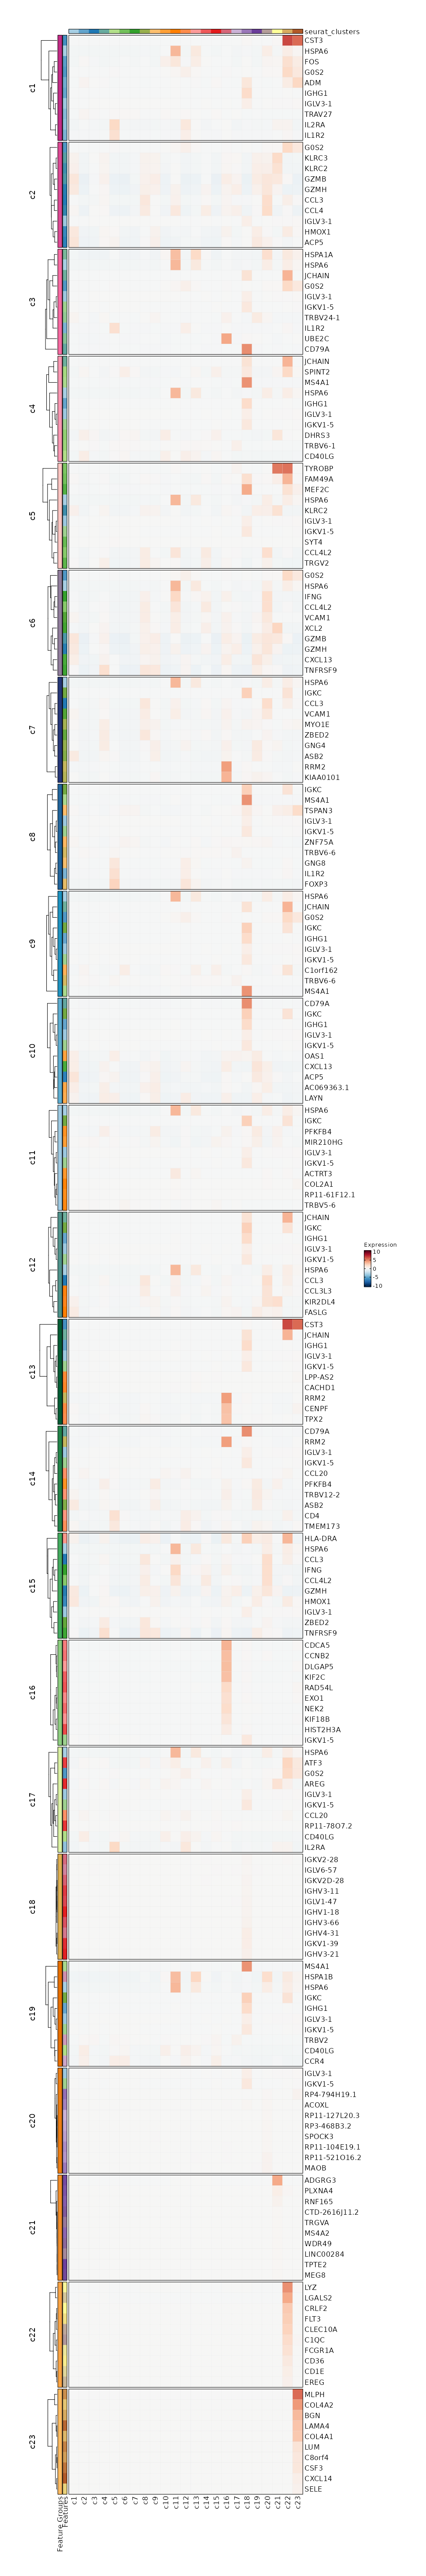 seurat_clusters
c1
CST3
HSPA6
FOS
G0S2
ADM
IGHG1
IGLV3-1
TRAV27
IL2RA
IL1R2
c2
G0S2
KLRC3
KLRC2
GZMB
GZMH
CCL3
CCL4
IGLV3-1
HMOX1
ACP5
c3
HSPA1A
HSPA6
JCHAIN
G0S2
IGLV3-1
IGKV1-5
TRBV24-1
IL1R2
UBE2C
CD79A
c4
JCHAIN
SPINT2
MS4A1
HSPA6
IGHG1
IGLV3-1
IGKV1-5
DHRS3
TRBV6-1
CD40LG
c5
TYROBP
FAM49A
MEF2C
HSPA6
KLRC2
IGLV3-1
IGKV1-5
SYT4
CCL4L2
TRGV2
c6
G0S2
HSPA6
IFNG
CCL4L2
VCAM1
XCL2
GZMB
GZMH
CXCL13
TNFRSF9
c7
HSPA6
IGKC
CCL3
VCAM1
MYO1E
ZBED2
GNG4
ASB2
RRM2
KIAA0101
c8
IGKC
MS4A1
TSPAN3
IGLV3-1
IGKV1-5
ZNF75A
TRBV6-6
GNG8
IL1R2
FOXP3
c9
HSPA6
JCHAIN
G0S2
IGKC
IGHG1
IGLV3-1
IGKV1-5
C1orf162
TRBV6-6
MS4A1
c10
CD79A
IGKC
IGHG1
IGLV3-1
IGKV1-5
OAS1
CXCL13
ACP5
AC069363.1
LAYN
c11
HSPA6
IGKC
PFKFB4
MIR210HG
IGLV3-1
IGKV1-5
ACTRT3
COL2A1
RP11-61F12.1
TRBV5-6
c12
JCHAIN
IGKC
IGHG1
IGLV3-1
IGKV1-5
HSPA6
CCL3
CCL3L3
KIR2DL4
FASLG
Expression
10
5
0
-5
-10
c13
CST3
JCHAIN
IGHG1
IGLV3-1
IGKV1-5
LPP-AS2
CACHD1
RRM2
CENPF
TPX2
c14
CD79A
RRM2
IGLV3-1
IGKV1-5
CCL20
PFKFB4
TRBV12-2
ASB2
CD4
TMEM173
c15
HLA-DRA
HSPA6
CCL3
IFNG
CCL4L2
GZMH
HMOX1
IGLV3-1
ZBED2
TNFRSF9
c16
CDCA5
CCNB2
DLGAP5
KIF2C
RAD54L
EXO1
NEK2
KIF18B
HIST2H3A
IGKV1-5
c17
HSPA6
ATF3
G0S2
AREG
IGLV3-1
IGKV1-5
CCL20
RP11-78O7.2
CD40LG
IL2RA
c18
IGKV2-28
IGLV6-57
IGKV2D-28
IGHV3-11
IGLV1-47
IGHV1-18
IGHV3-66
IGHV4-31
IGKV1-39
IGHV3-21
c19
MS4A1
HSPA1B
HSPA6
IGKC
IGHG1
IGLV3-1
IGKV1-5
TRBV2
CD40LG
CCR4
c20
IGLV3-1
IGKV1-5
RP4-794H19.1
ACOXL
RP11-127L20.3
RP3-468B3.2
SPOCK3
RP11-104E19.1
RP11-521O16.2
MAOB
c21
ADGRG3
PLXNA4
RNF165
CTD-2616J11.2
TRGVA
MS4A2
WDR49
LINC00284
TPTE2
MEG8
c22
LYZ
LGALS2
CRLF2
FLT3
CLEC10A
C1QC
FCGR1A
CD36
CD1E
EREG
c23
MLPH
COL4A2
BGN
LAMA4
COL4A1
LUM
C8orf4
CSF3
CXCL14
SELE
Feature Groups
Features
c1
c2
c3
c4
c5
c6
c7
c8
c9
c10
c11
c12
c13
c14
c15
c16
c17
c18
c19
c20
c21
c22
c23